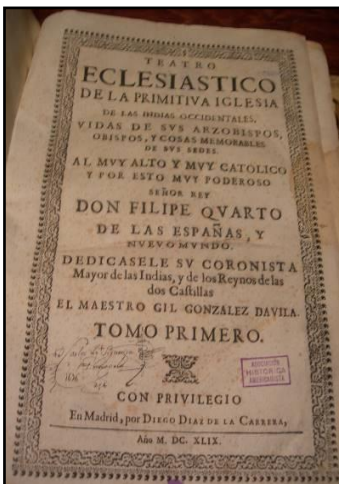 TEATRO
ECLESIASTICO
DE LA PRIMITIVA IGLESIA
DE LAS INDIAS OCCIDENTALES,
VIDAS DE SVS ARZOBISPOS,
OBISPOS, Y COSAS MEMORABLES
DE SVS SEDES.
AL MVY ALTO Y MVY CATOLICO
Y POR ESTO MVY PODEROSO
SEÑOR REY
DON FILIPE QVARTO
DE LAS ESPAÑAS, Y
NUEVO MVNDO.
DEDICASELE SV CORONISTA
Mayor de las Indias, y de los Reynos de las
dos Castillas
EL MAESTRO GIL GONZALEZ DAVILA.
TOMO PRIMERO.
HISTORICA
CON PRIVILEGIO
En Madrid, por DIEGO DIAZ DE LA CARRERA,
Año M. DC. XLIX.